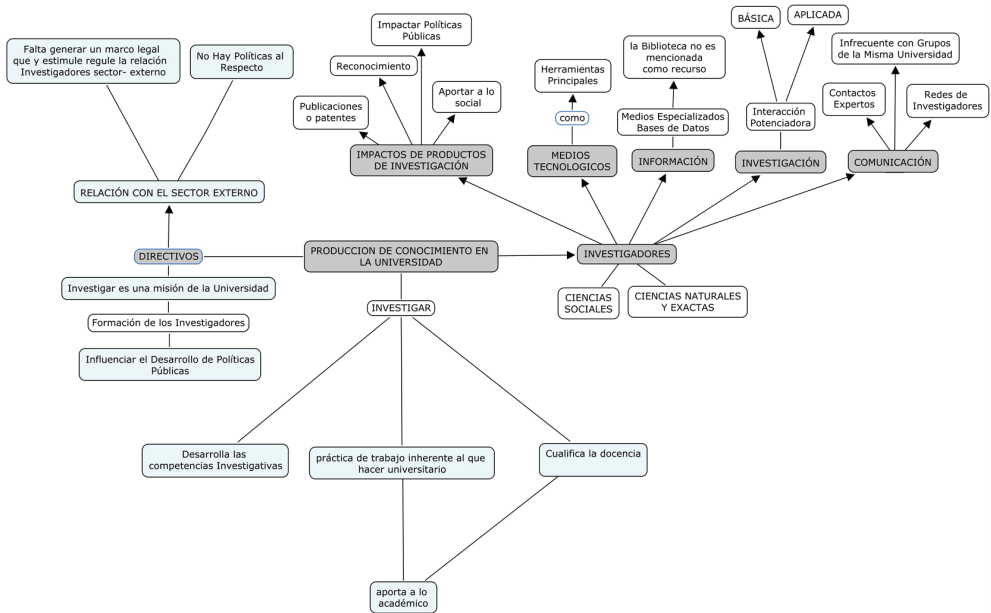 Impactar Políticas
Públicas
BÁSICA
APLICADA
Falta generar un marco legal
que y estimule regule la relación
Investigadores sector- externo
No Hay Políticas al
Respecto
Reconocimiento
Herramientas
Principales
la Biblioteca no es
mencionada
como recurso
Infrecuente con Grupos
de la Misma Universidad
Publicaciones
o patentes
Aportar a lo
social
como
Medios Especializados
Bases de Datos
Interacción
Potenciadora
Contactos
Expertos
Redes de
Investigadores
IMPACTOS DE PRODUCTOS
DE INVESTIGACIÓN
MEDIOS
TECNOLOGICOS
INFORMACIÓN
INVESTIGACIÓN
COMUNICACIÓN
RELACIÓN CON EL SECTOR EXTERNO
DIRECTIVOS
PRODUCCION DE CONOCIMIENTO EN
LA UNIVERSIDAD
INVESTIGADORES
Investigar es una misión de la Universidad
Formación de los Investigadores
Influenciar el Desarrollo de Políticas
Públicas
INVESTIGAR
CIENCIAS
SOCIALES
CIENCIAS NATURALES
Y EXACTAS
Desarrolla las
competencias Investigativas
práctica de trabajo inherente al que
hacer universitario
Cualifica la docencia
aporta a lo
académico